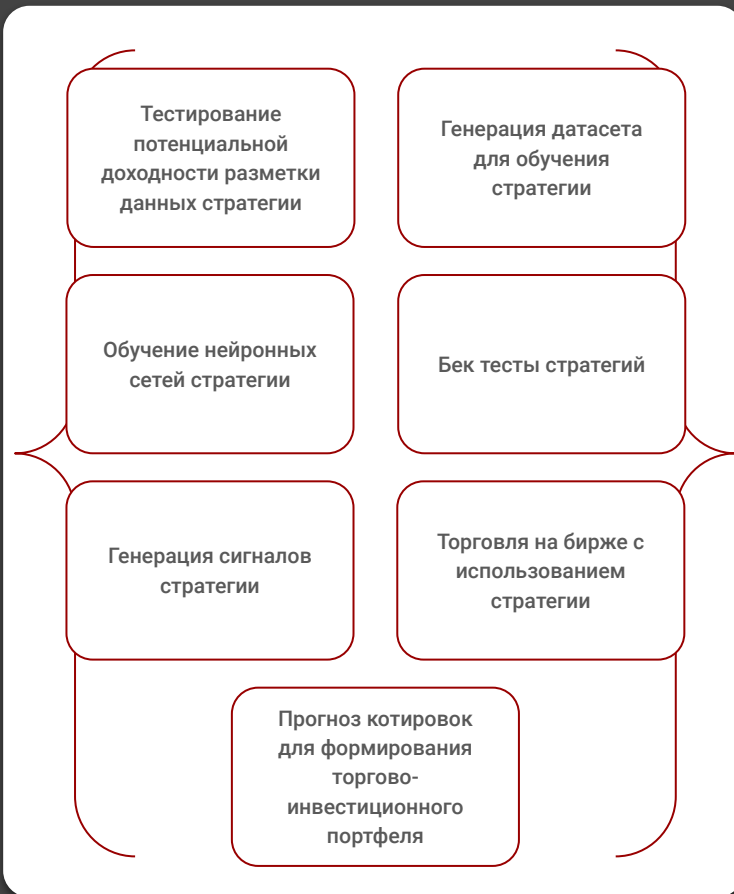 Тестирование
потенциальной
доходности разметки
данных стратегии
Генерация датасета
для обучения
стратегии
Обучение нейронных
сетей стратегии
Бек тесты стратегий
Генерация сигналов
стратегии
Торговля на бирже с
использованием
стратегии
Прогноз котировок
для формирования
торгово-
инвестиционного
портфеля